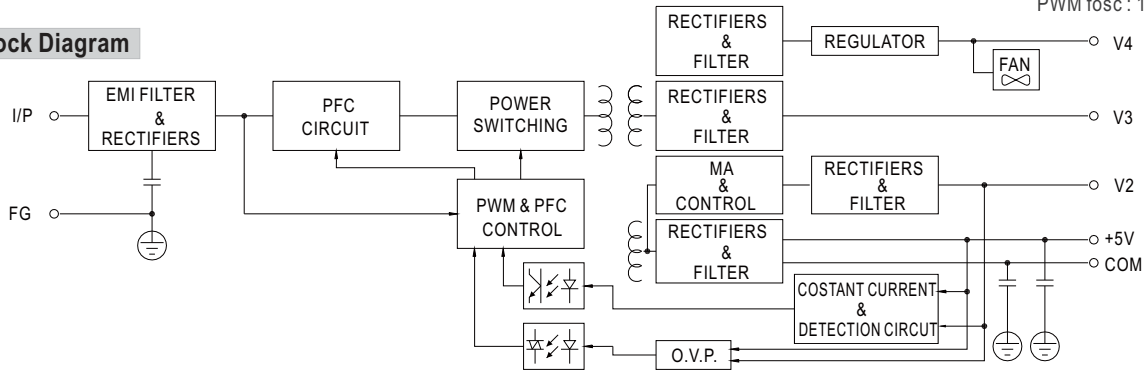 PWM fosc : 1
ock Diagram
RECTIFIERS
&
FILTER
REGULATOR
V4
FAN
I/P
EMI FILTER
&
RECTIFIERS
PFC
CIRCUIT
POWER
SWITCHING
RECTIFIERS
&
FILTER
V3
MA
&
CONTROL
RECTIFIERS
&
FILTER
V2
FG
PWM & PFC
CONTROL
RECTIFIERS
&
FILTER
+5V
COM
COSTANT CURRENT
&
DETECTION CIRCUT
O.V.P.